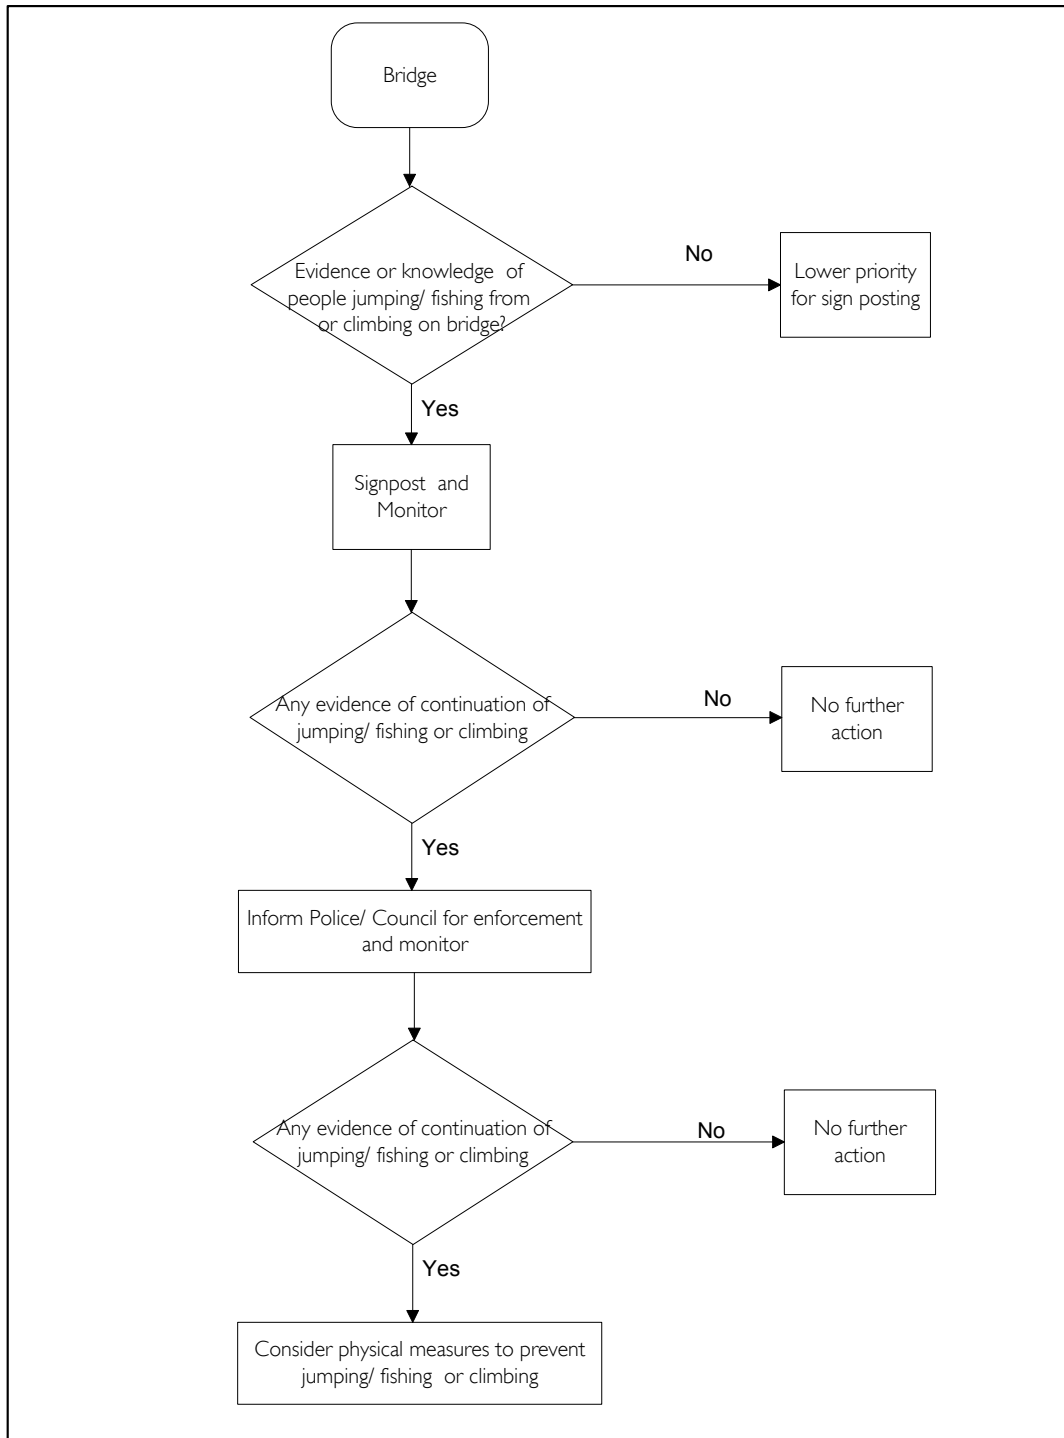 Bridge
Evidence or knowledge of
people jumping/ fishing from
or climbing on bridge?
No
Lower priority
for sign posting
Yes
Signpost and
Monitor
Any evidence of continuation of
jumping/ fishing or climbing
No
No further
action
Yes
Inform Police/ Council for enforcement
and monitor
Any evidence of continuation of
jumping/ fishing or climbing
No
No further
action
Yes
Consider physical measures to prevent
jumping/ fishing or climbing